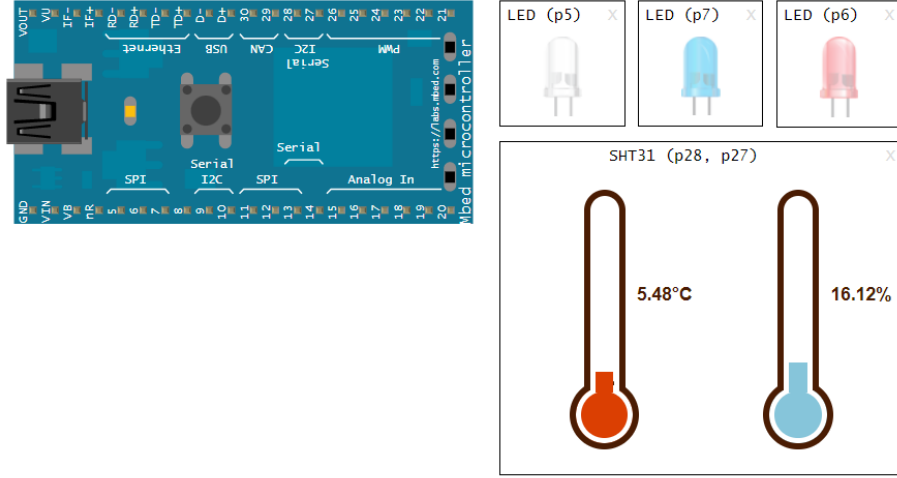 VOUT
VU
IF-
IF+
RD-
RD+
TD-
TD+
D-
D+
30
29
28
27
26
25
24
23
22
21
Ethernet
USB
CAN
I2C
PWM
Serial
https://labs.mbed.com
Mbed microcontroller
Serial
Serial
SPI
I2C
SPI
Analog In
GND
VIN
VB
nR
5
6
7
8
9
10
11
12
13
14
15
16
17
18
19
20
LED (p5) X
LED (p7) X
LED (p6) X
SHT31 (p28, p27) X
5.48°C
16.12%